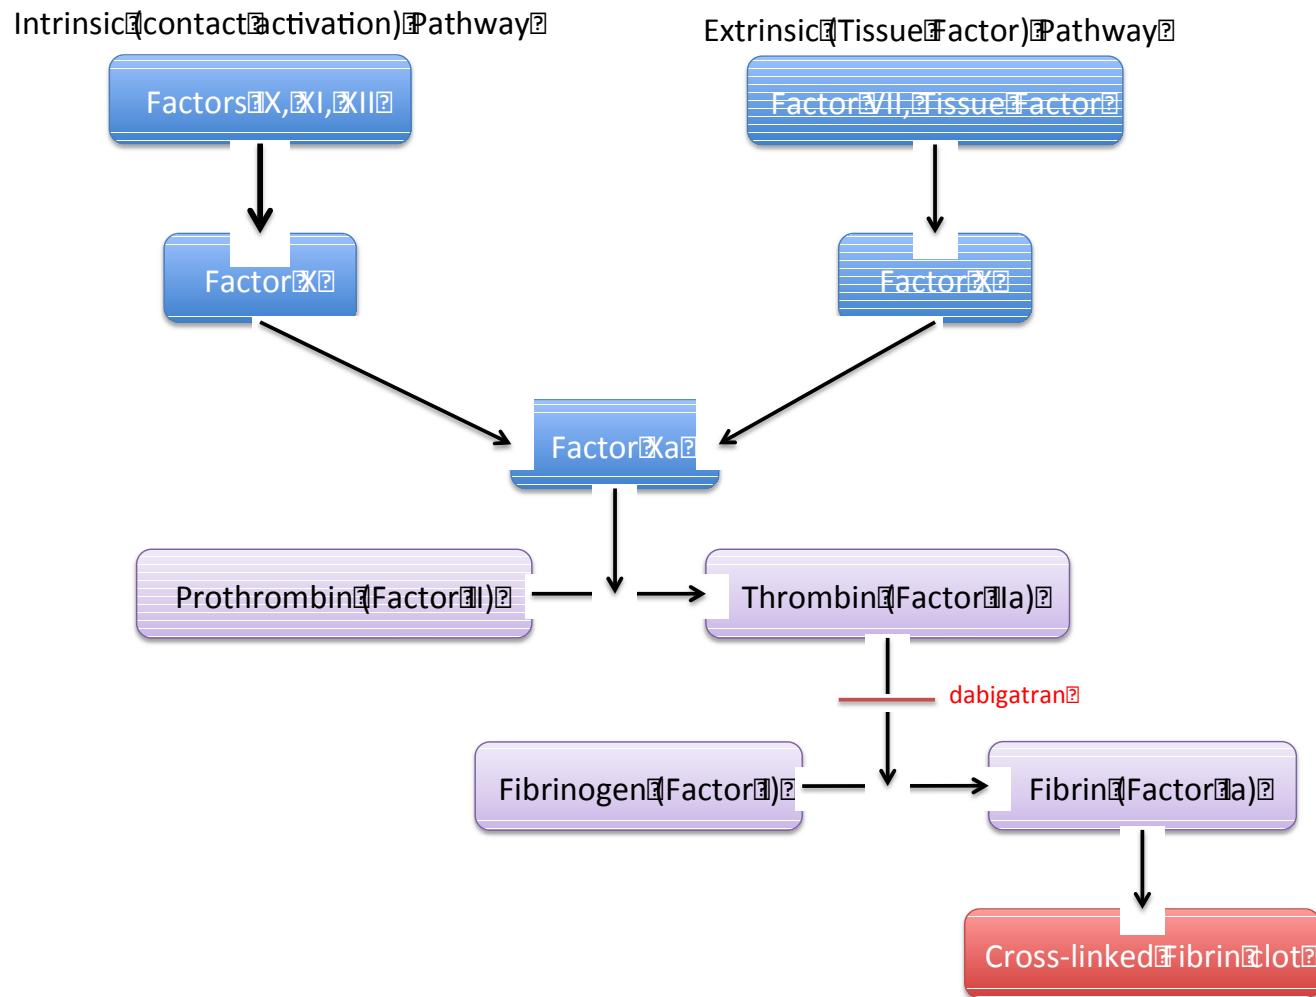 Intrinsic (contact activation) Pathway
Extrinsic (Tissue Factor) Pathway
Factors IX, XI, XII
Factor VII, Tissue Factor
Factor X
Factor X
Factor Xa
Prothrombin (Factor II)
Thrombin (Factor IIa)
dabigatran
Fibrinogen (Factor I)
Fibrin (Factor Ia)
Cross-linked Fibrin clot